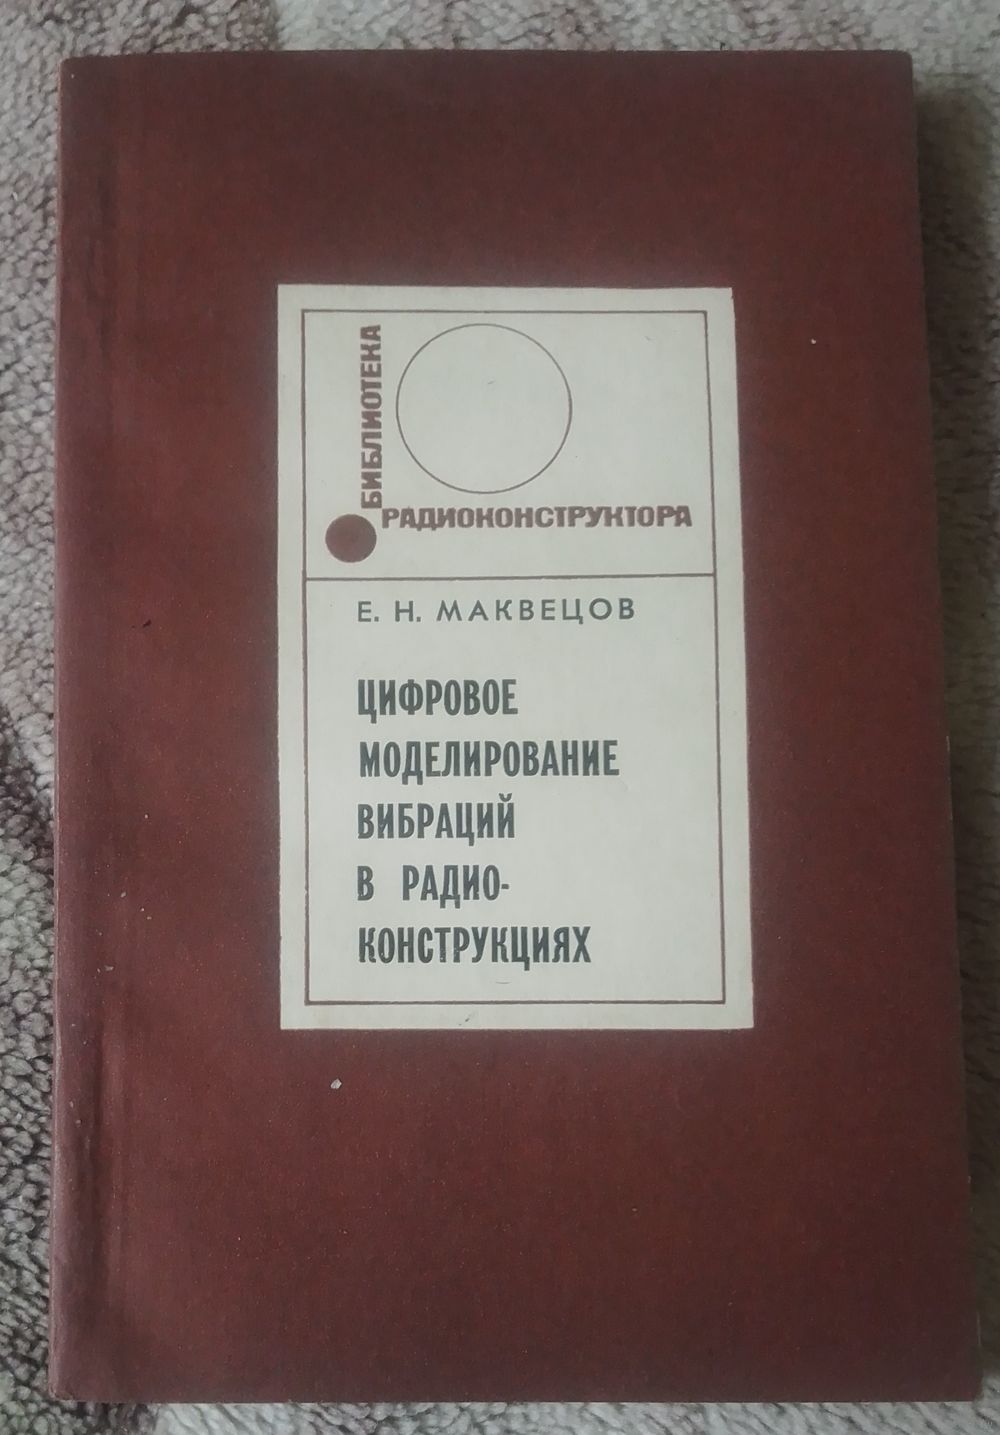 БИБЛИОТЕКА
РАДИОКОНСТРУКТОРА
Е. Н. МАКВЕЦОВ
ЦИФРОВОЕ
МОДЕЛИРОВАНИЕ
ВИБРАЦИЙ
В РАДИО-
КОНСТРУКЦИЯХ